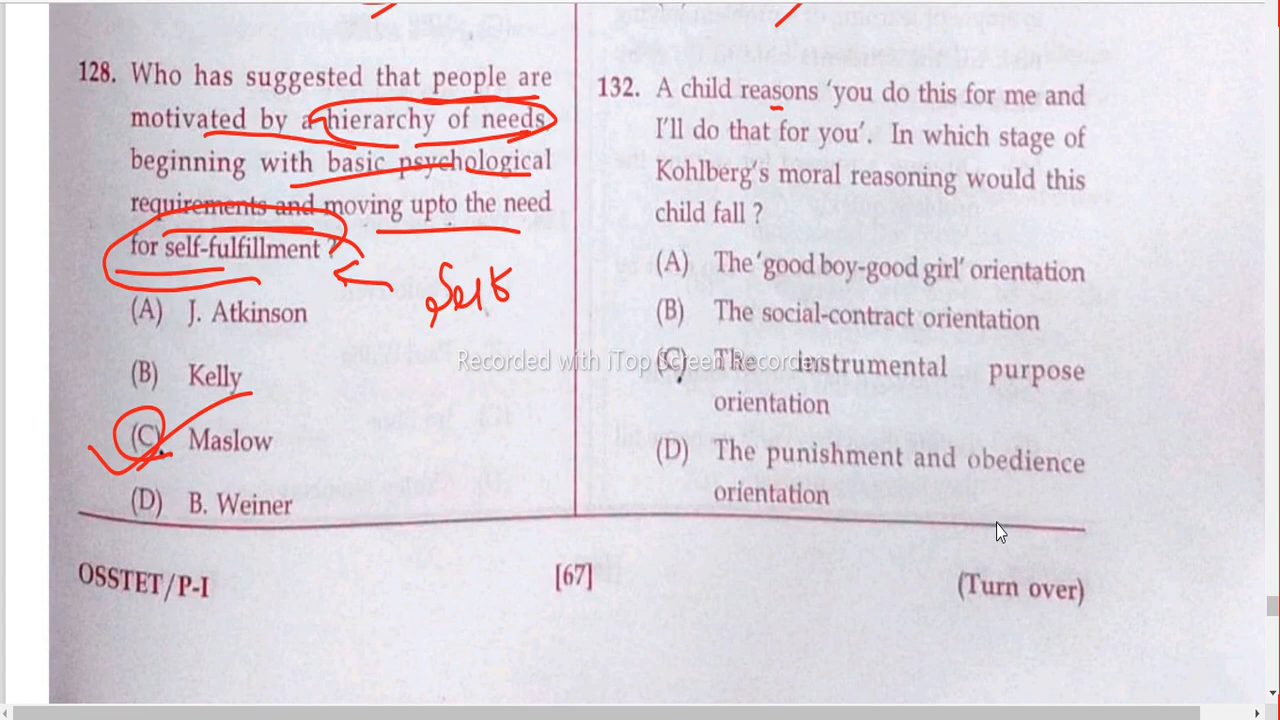 128. Who has suggested that people are
motivated by a hierarchy of needs,
beginning with basic psychological
requirements and moving upto the need
for self-fulfillment ?
Self
(A) J. Atkinson
(B) Kelly
(C) Maslow
(D) B. Weiner
132. A child reasons 'you do this for me and
I'll do that for you'. In which stage of
Kohlberg's moral reasoning would this
child fall ?
(A) The 'good boy-good girl' orientation
(B) The social-contract orientation
(C) The instrumental purpose
orientation
(D) The punishment and obedience
orientation
Recorded with iTop Screen Recorder
OSSTET/P-I
[67]
(Turn over)